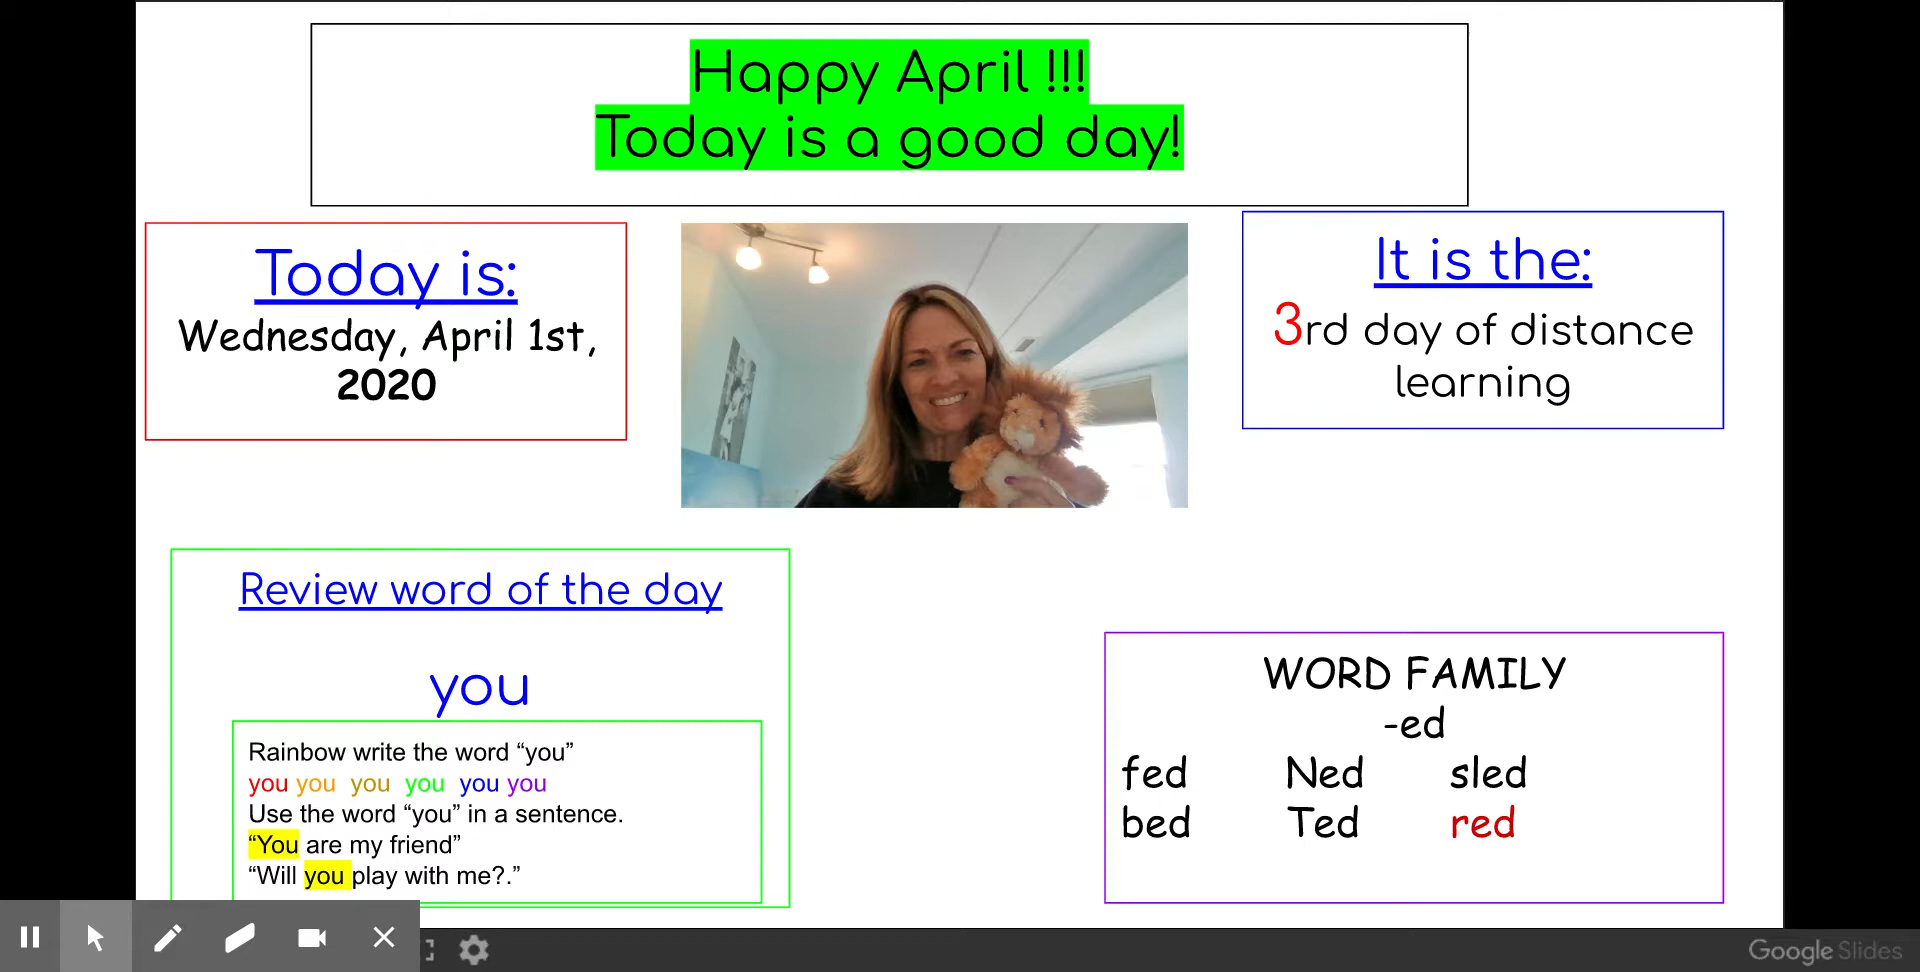 Happy April !!!
Today is a good day!
Today is:
Wednesday, April 1st,
2020
It is the:
3rd day of distance
learning
Review word of the day
you
Rainbow write the word “you”
you you you you you you
Use the word “you” in a sentence.
“You are my friend”
“Will you play with me?.”
WORD FAMILY
-ed
fed Ned sled
bed Ted red
Google Slides